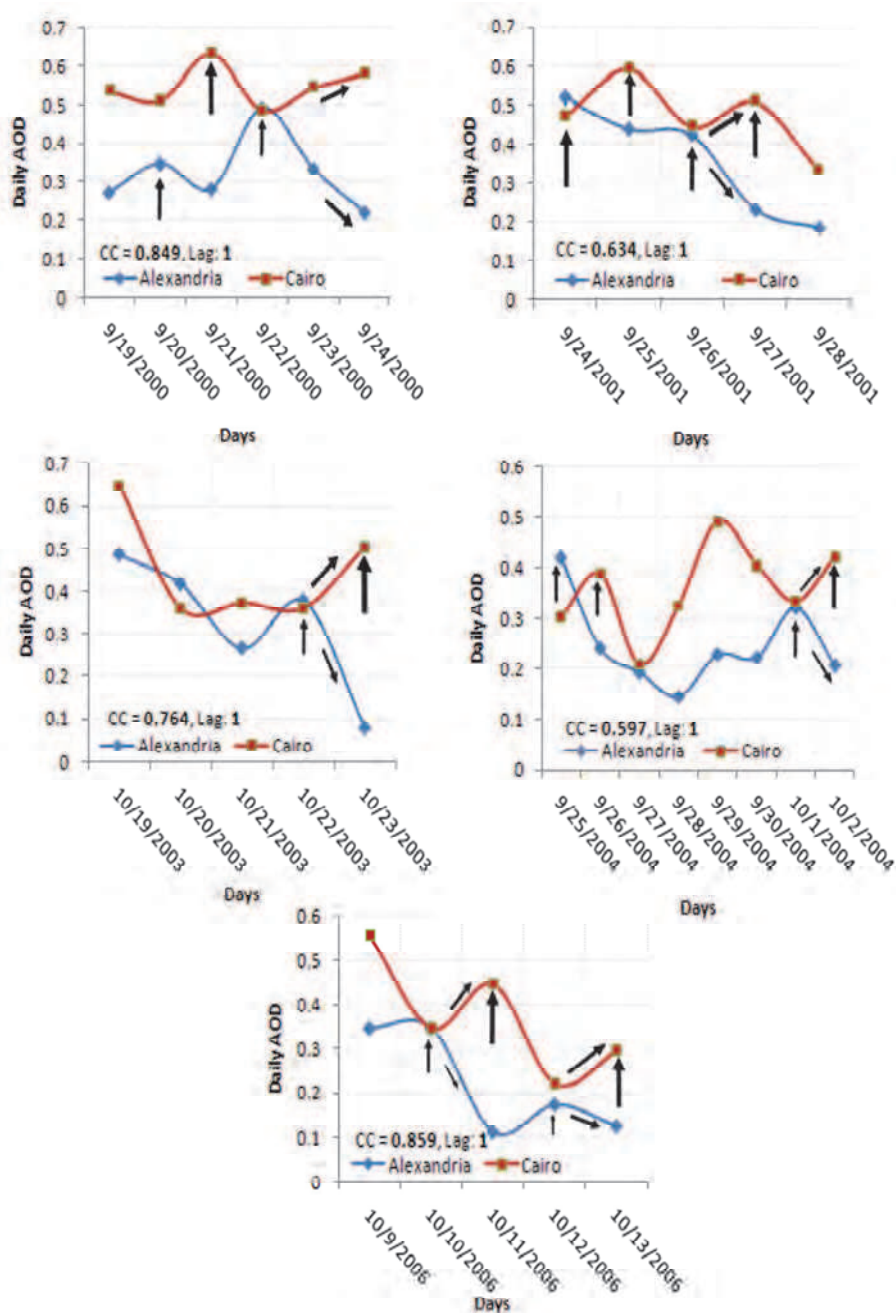 0.7
0.6
0.5
0.4
0.3
0.2
0.1
0
Daily AOD
CC = 0.849, Lag: 1
Alexandria Cairo
9/19/2000 9/20/2000 9/21/2000 9/22/2000 9/23/2000 9/24/2000
Days
0.7
0.6
0.5
0.4
0.3
0.2
0.1
0
Daily AOD
CC = 0.634, Lag: 1
Alexandria Cairo
9/24/2001 9/25/2001 9/26/2001 9/27/2001 9/28/2001
Days
0.7
0.6
0.5
0.4
0.3
0.2
0.1
0
Daily AOD
CC = 0.764, Lag: 1
Alexandria Cairo
10/19/2003 10/20/2003 10/21/2003 10/22/2003 10/23/2003
Days
0.6
0.5
0.4
0.3
0.2
0.1
0
Daily AOD
CC = 0.597, Lag: 1
Alexandria Cairo
9/25/2004 9/26/2004 9/27/2004 9/28/2004 9/29/2004 9/30/2004 10/1/2004 10/2/2004
Days
0.6
0.5
0.4
0.3
0.2
0.1
0
Daily AOD
CC = 0.859, Lag: 1
Alexandria Cairo
10/9/2006 10/10/2006 10/11/2006 10/12/2006 10/13/2006
Days